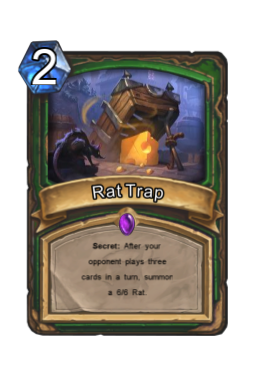 2
Rat Trap
Secret: After your
opponent plays three
cards in a turn, summon
a 6/6 Rat.